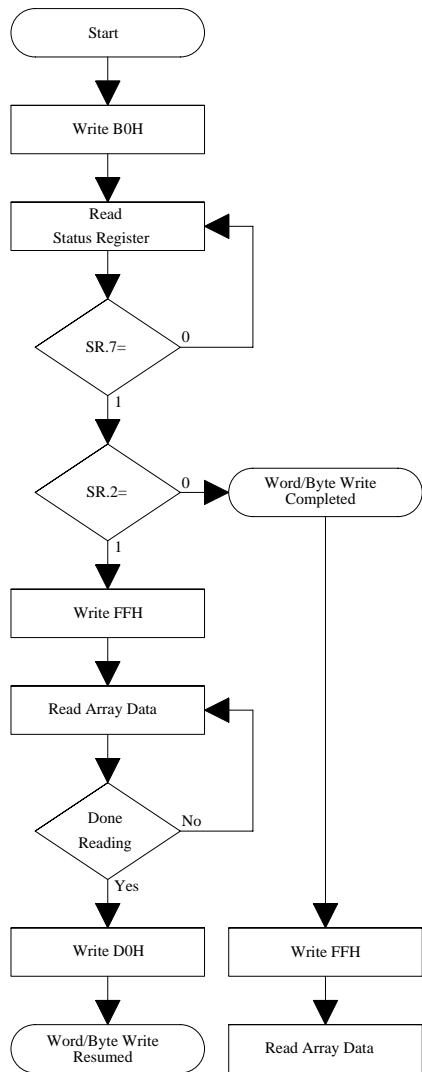 Start
Write B0H
Read
Status Register
SR.7=
0
1
SR.2=
0
Word/Byte Write
Completed
1
Write FFH
Read Array Data
Done
Reading
No
Yes
Write D0H
Write FFH
Word/Byte Write
Resumed
Read Array Data